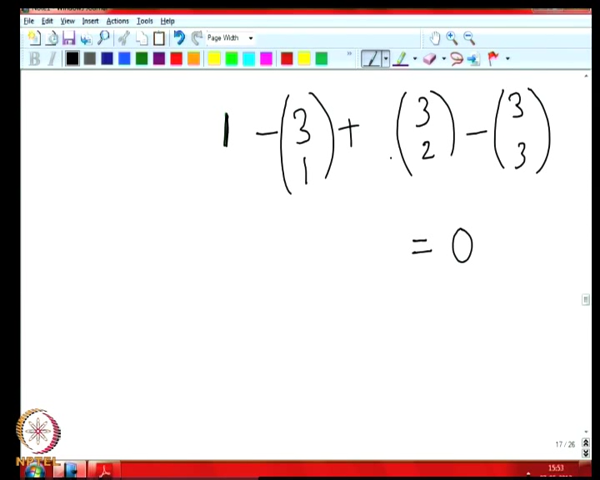 File Edit View Insert Actions Tools Help
Page Width
B I
1 - (3 1) + (3 2) - (3 3)
= 0
17 / 26
NPTEL
15:53